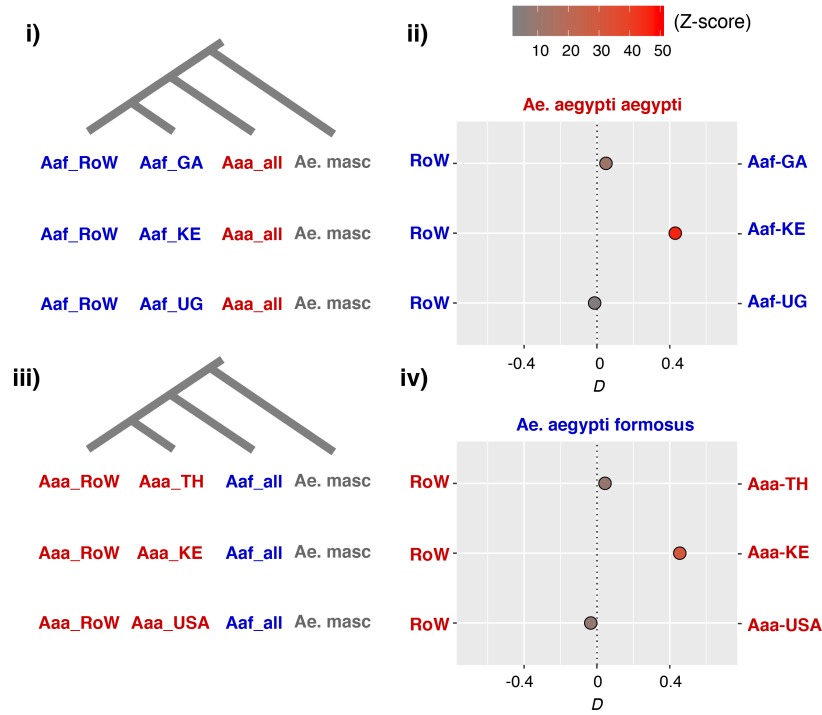 i)
Aaf_RoW Aaf_GA Aaa_all Ae. masc
Aaf_RoW Aaf_KE Aaa_all Ae. masc
Aaf_RoW Aaf_UG Aaa_all Ae. masc
ii)
(Z-score)
10 20 30 40 50
Ae. aegypti aegypti
RoW Aaf-GA
RoW Aaf-KE
RoW Aaf-UG
-0.4 0 0.4
D
iii)
Aaa_RoW Aaa_TH Aaf_all Ae. masc
Aaa_RoW Aaa_KE Aaf_all Ae. masc
Aaa_RoW Aaa_USA Aaf_all Ae. masc
iv)
Ae. aegypti formosus
RoW Aaa-TH
RoW Aaa-KE
RoW Aaa-USA
-0.4 0 0.4
D